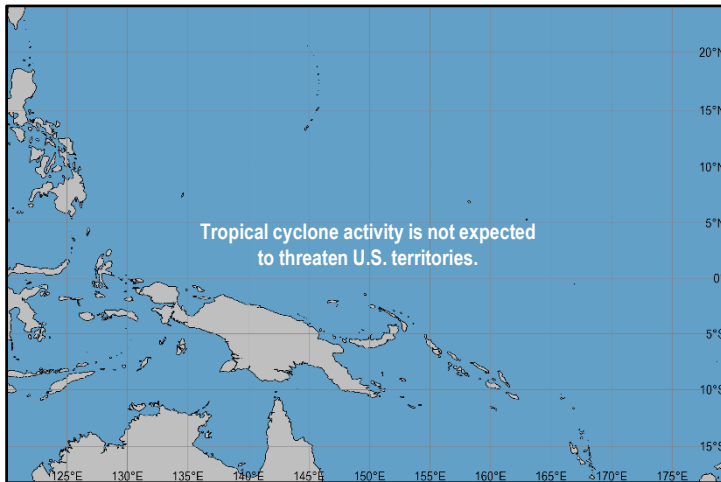 20°N
15°N
10°N
5°N
Tropical cyclone activity is not expected
to threaten U.S. territories.
0
5°S
10°S
15°S
125°E 130°E 135°E 140°E 145°E 150°E 155°E 160°E 165°E 170°E 175°E